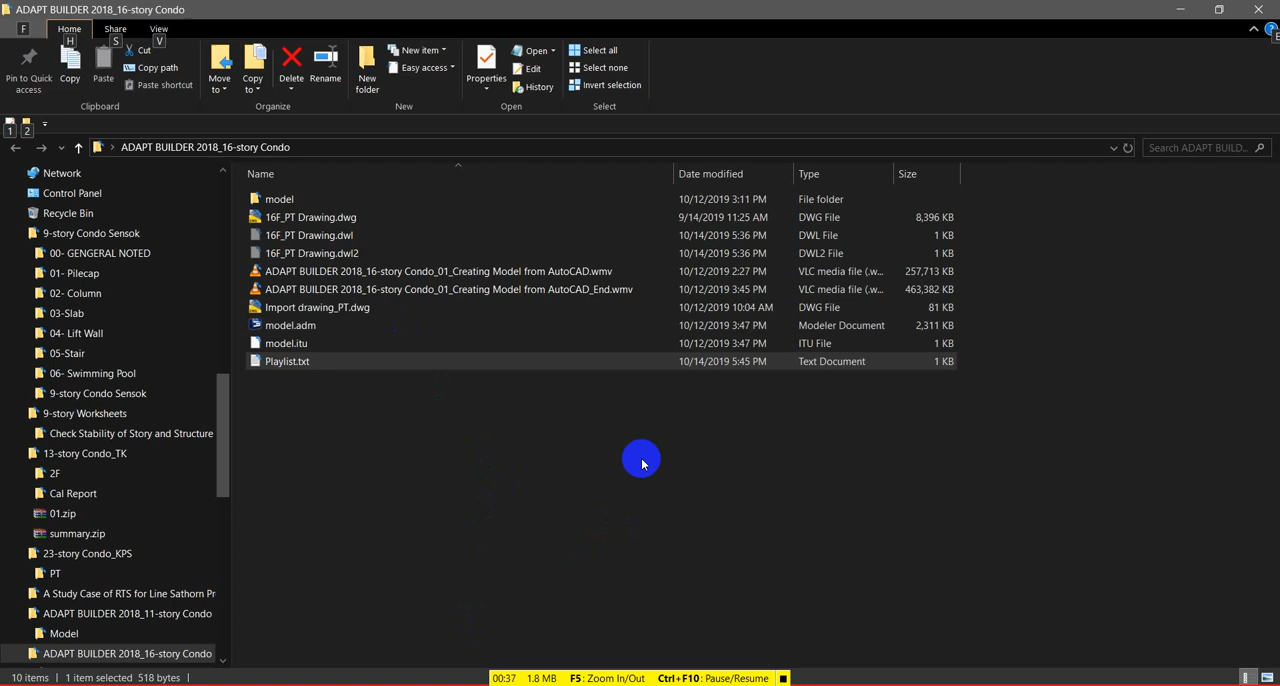 ADAPT BUILDER 2018_16-story Condo
F Home Share View
H S V
Pin to Quick access
Copy
Paste
Cut
Copy path
Paste shortcut
Move to
Copy to
Delete
Rename
New folder
New item
Easy access
Properties
Open
Edit
History
Select all
Select none
Invert selection
Clipboard Organize New Open Select
1 2
ADAPT BUILDER 2018_16-story Condo
Search ADAPT BUILD...
Network
Control Panel
Recycle Bin
9-story Condo Sensok
00- GENGERAL NOTED
01- Pilecap
02- Column
03-Slab
04- Lift Wall
05-Stair
06- Swimming Pool
9-story Condo Sensok
9-story Worksheets
Check Stability of Story and Structure
13-story Condo_TK
2F
Cal Report
01.zip
summary.zip
23-story Condo_KPS
PT
A Study Case of RTS for Line Sathorn Pr
ADAPT BUILDER 2018_11-story Condo
Model
ADAPT BUILDER 2018_16-story Condo
Name Date modified Type Size
model 10/12/2019 3:11 PM File folder
16F_PT Drawing.dwg 9/14/2019 11:25 AM DWG File 8,396 KB
16F_PT Drawing.dwl 10/14/2019 5:36 PM DWL File 1 KB
16F_PT Drawing.dwl2 10/14/2019 5:36 PM DWL2 File 1 KB
ADAPT BUILDER 2018_16-story Condo_01_Creating Model from AutoCAD.wmv 10/12/2019 2:27 PM VLC media file (.w... 257,713 KB
ADAPT BUILDER 2018_16-story Condo_01_Creating Model from AutoCAD_End.wmv 10/12/2019 3:45 PM VLC media file (.w... 463,382 KB
Import drawing_PT.dwg 10/12/2019 10:04 AM DWG File 81 KB
model.adm 10/12/2019 3:47 PM Modeler Document 2,311 KB
model.itu 10/12/2019 3:47 PM ITU File 1 KB
Playlist.txt 10/14/2019 5:45 PM Text Document 1 KB
10 items 1 item selected 518 bytes
00:37 1.8 MB F5: Zoom In/Out Ctrl+F10: Pause/Resume